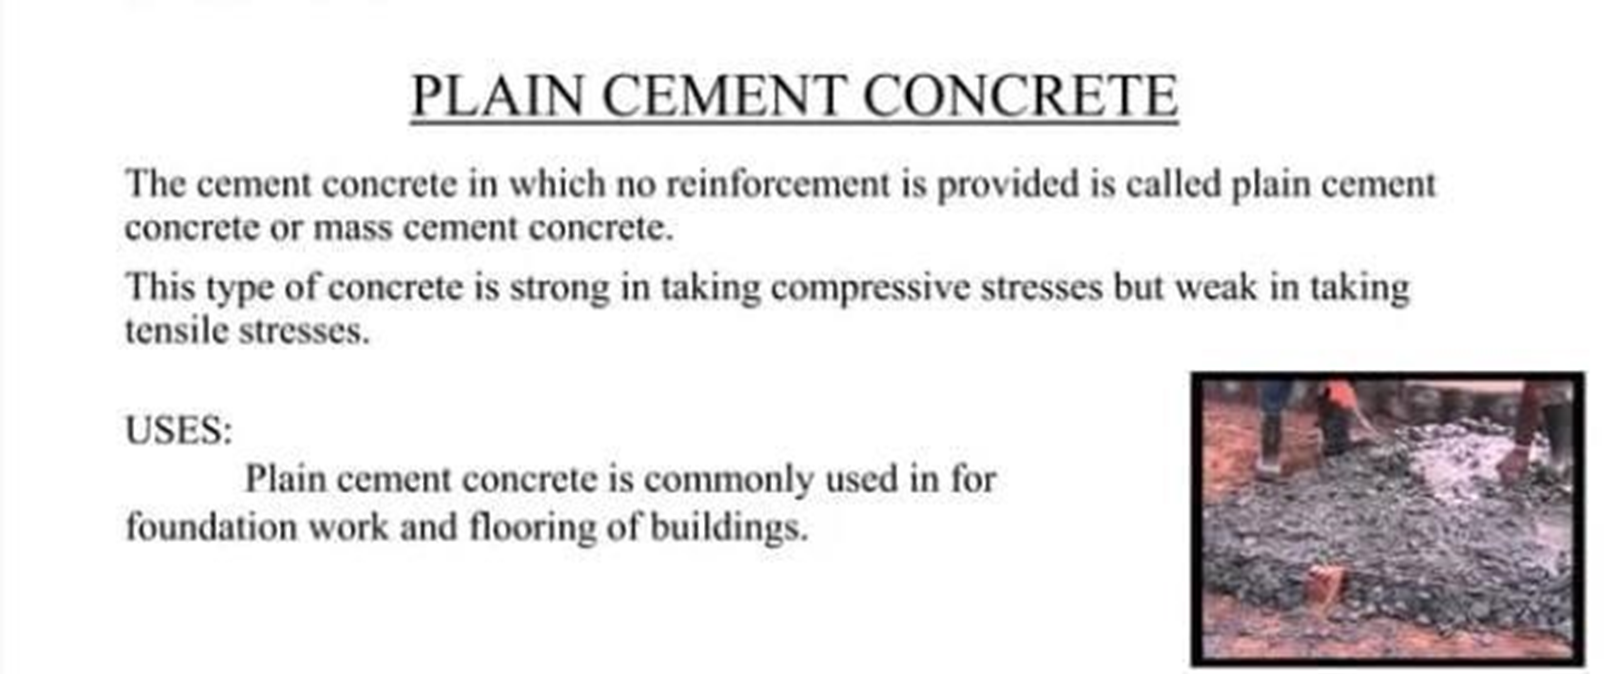 PLAIN CEMENT CONCRETE
The cement concrete in which no reinforcement is provided is called plain cement
concrete or mass cement concrete.
This type of concrete is strong in taking compressive stresses but weak in taking
tensile stresses.
USES:
Plain cement concrete is commonly used in for
foundation work and flooring of buildings.